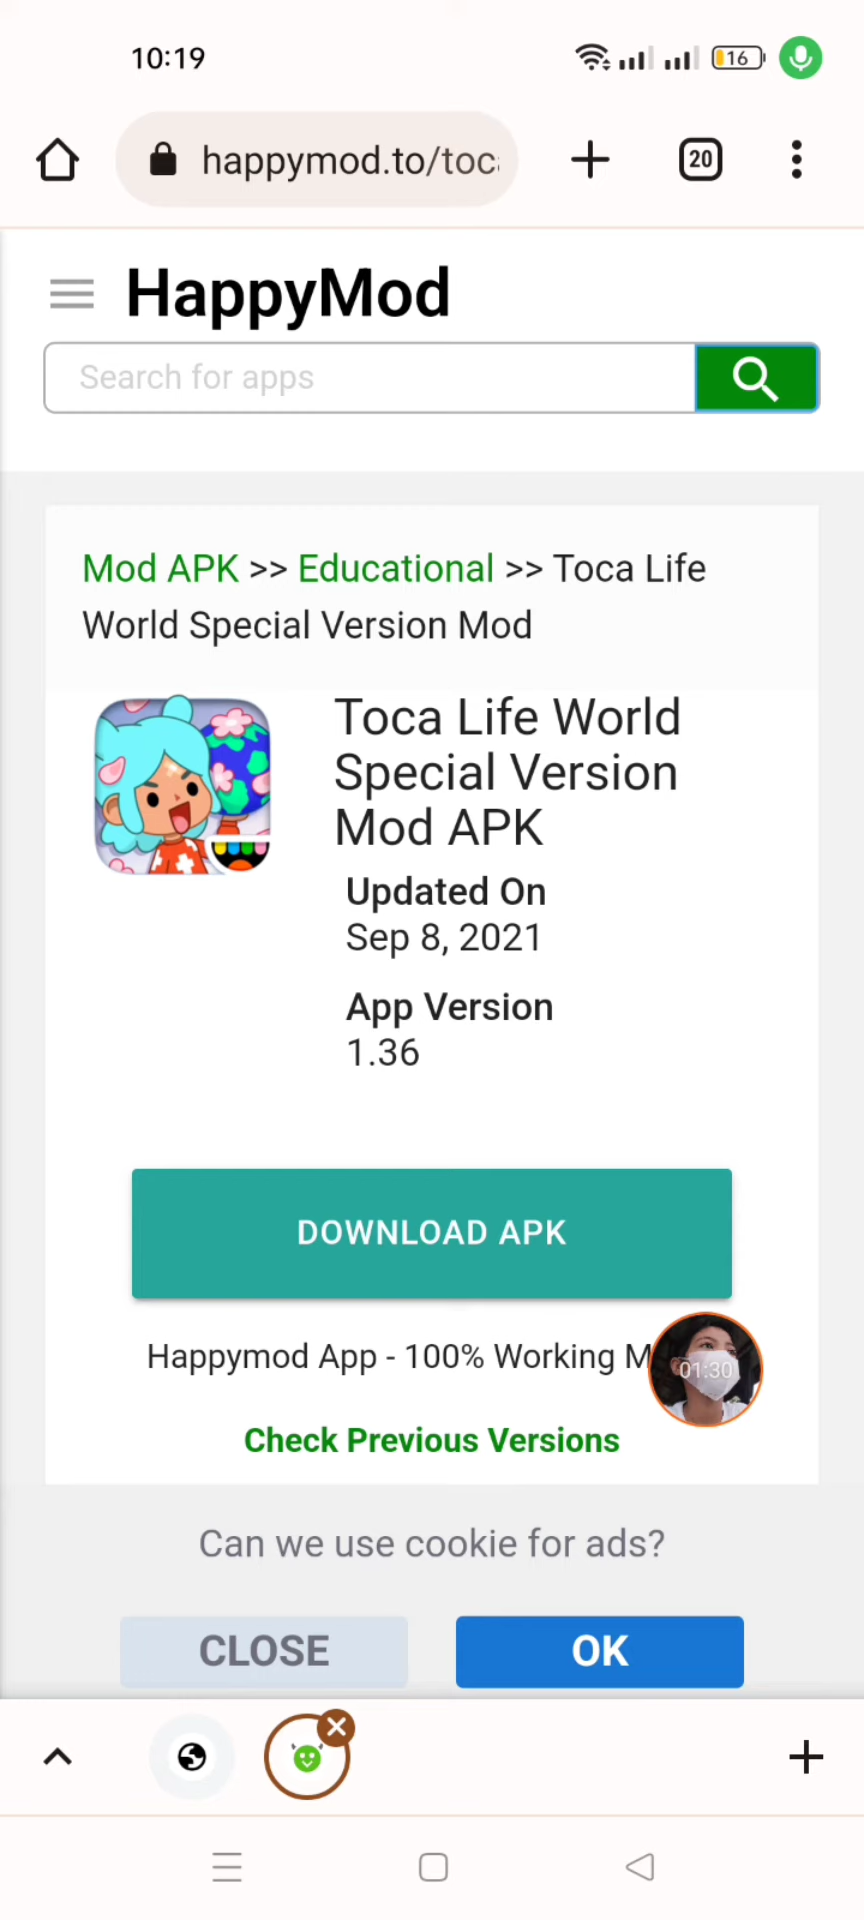 10:19
16
happymod.to/toc
20
HappyMod
Search for apps
Mod APK >> Educational >> Toca Life
World Special Version Mod
Toca Life World
Special Version
Mod APK
Updated On
Sep 8, 2021
App Version
1.36
DOWNLOAD APK
Happymod App - 100% Working M
01:30
Check Previous Versions
Can we use cookie for ads?
CLOSE
OK